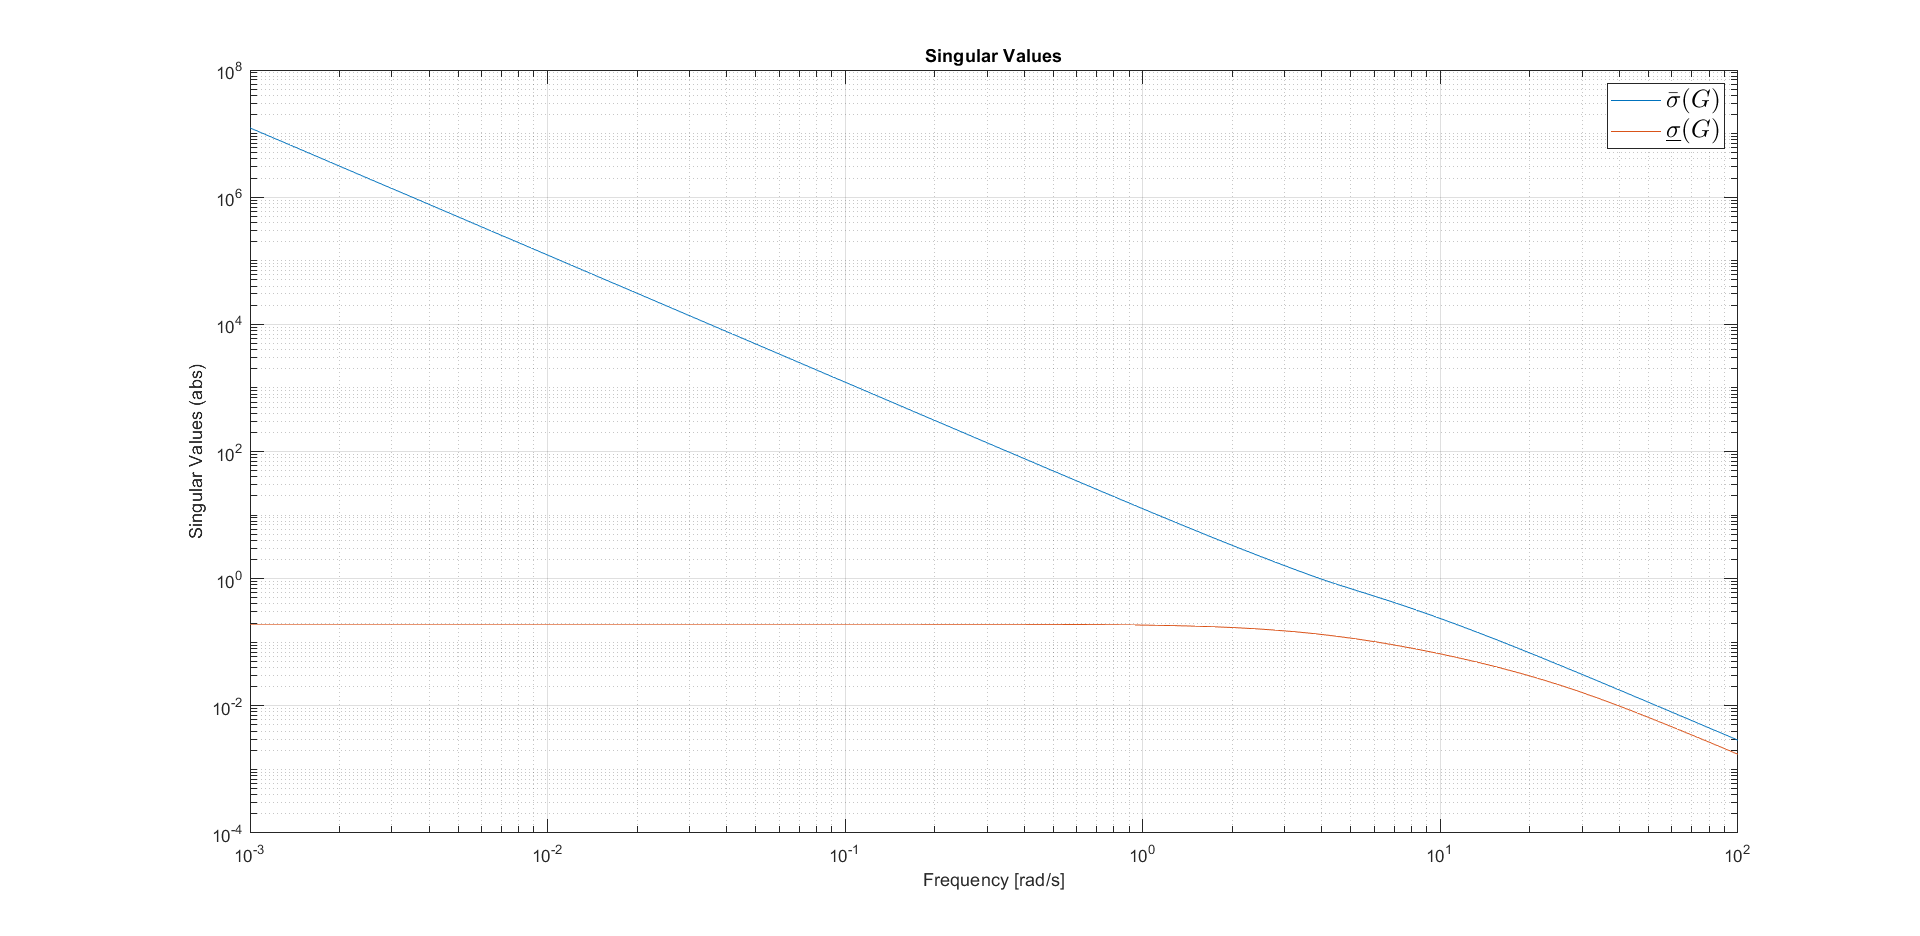 Singular Values
σ̄(G)
σ̲(G)
10^8
10^6
10^4
10^2
10^0
10^-2
10^-4
Singular Values (abs)
10^-3
10^-2
10^-1
10^0
10^1
10^2
Frequency [rad/s]